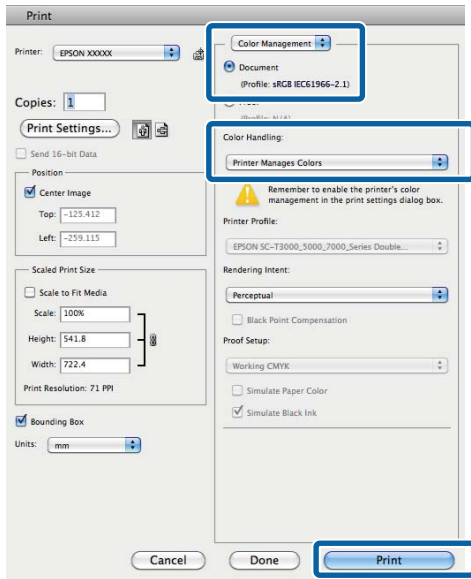 Print
Printer: EPSON XXXXX
Copies: 1
Print Settings...
Send 16-bit Data
Position
Center Image
Top: -125.412
Left: -259.115
Scaled Print Size
Scale to Fit Media
Scale: 100%
Height: 541.8
Width: 722.4
Print Resolution: 71 PPI
Bounding Box
Units: mm
Color Management
Document
(Profile: sRGB IEC61966-2.1)
Color Handling:
Printer Manages Colors
Remember to enable the printer's color
management in the print settings dialog box.
Printer Profile:
EPSON SC-T3000_5000_7000_Series Double...
Rendering Intent:
Perceptual
Black Point Compensation
Proof Setup:
Working CMYK
Simulate Paper Color
Simulate Black Ink
Cancel
Done
Print